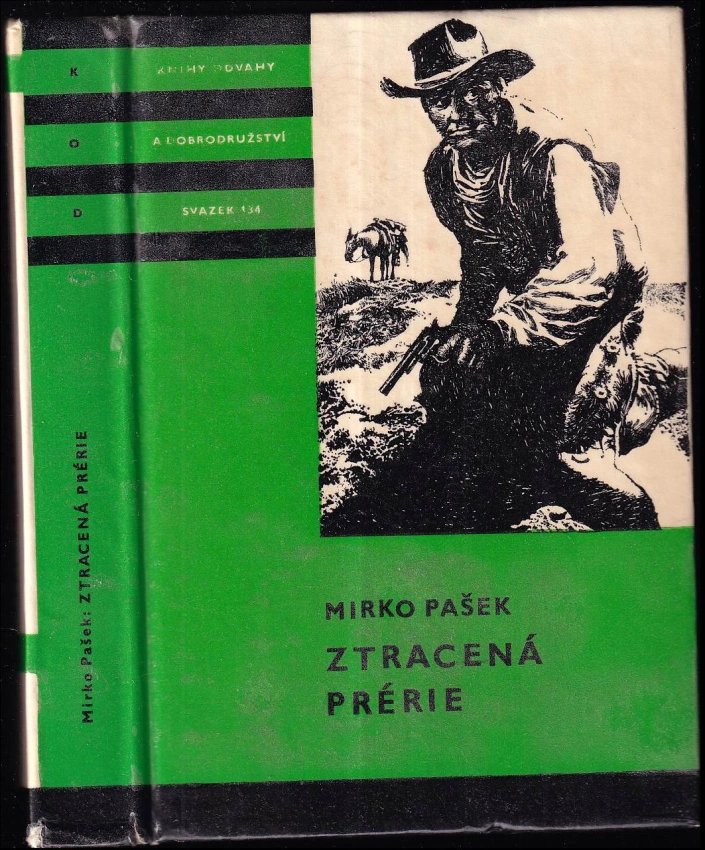 K
KNIHY ODVAHY
O
A DOBRODRUŽSTVÍ
D
SVAZEK 134
Mirko Pašek: ZTRACENÁ PRÉRIE
MIRKO PAŠEK
ZTRACENÁ
PRÉRIE